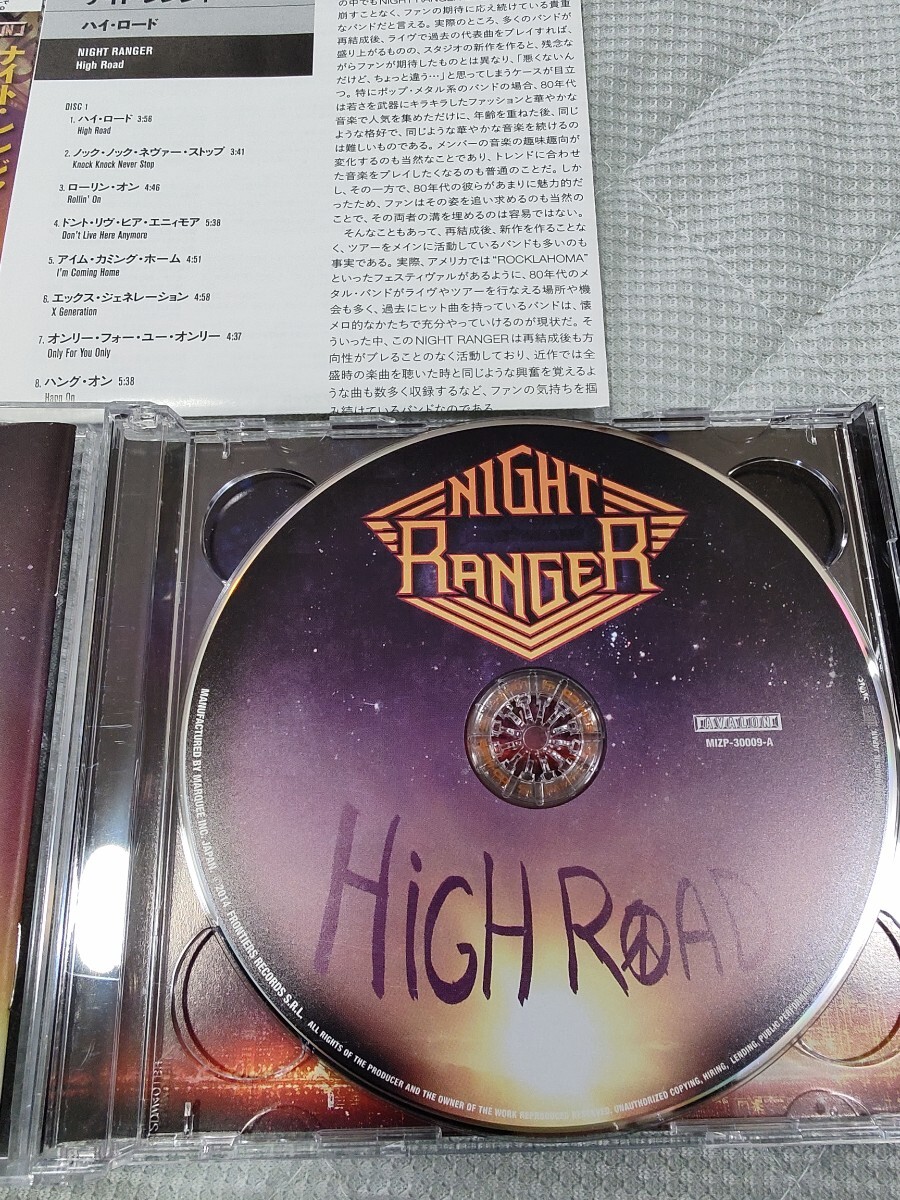 ハイ・ロード
NIGHT RANGER
High Road
DISC 1
1. ハイ・ロード 3:56
High Road
2. ノック・ノック・ネヴァー・ストップ 3:41
Knock Knock Never Stop
3. ローリン・オン 4:46
Rollin' On
4. ドント・リヴ・ヒア・エニィモア 5:38
Don't Live Here Anymore
5. アイム・カミング・ホーム 4:51
I'm Coming Home
6. エックス・ジェネレーション 4:58
X Generation
7. オンリー・フォー・ユー・オンリー 4:37
Only For You Only
8. ハング・オン 5:38
Hang On
崩すことなく、ファンの期待に応え続けている貴重
なバンドだと言える。実際のところ、多くのバンドが
再結成後、ライヴで過去の代表曲をプレイすれば、
盛り上がるものの、スタジオの新作を作ると、残念な
がらファンが期待したものとは異なり、「悪くないん
だけど、ちょっと違う…」と思ってしまうケースが目立
つ。特にポップ・メタル系のバンドの場合、80年代
は若さを武器にキラキラしたファッションと華やかな
音楽で人気を集めただけに、年齢を重ねた後、同じ
ような格好で、同じような華やかな音楽を続けるの
は難しいものである。メンバーの音楽の趣味趣向が
変化するのも当然なことであり、トレンドに合わせ
た音楽をプレイしたくなるのも普通のことだ。しか
し、その一方で、80年代の彼らがあまりに魅力的だ
ったため、ファンはその姿を追い求めるのも当然の
ことで、その両者の溝を埋めるのは容易ではない。
そんなこともあって、再結成後、新作を作ることな
く、ツアーをメインに活動しているバンドも多いのも
事実である。実際、アメリカでは"ROCKLAHOMA"
といったフェスティヴァルがあるように、80年代のメ
タル・バンドがライヴやツアーを行なえる場所や機
会も多く、過去にヒット曲を持っているバンドは、懐
メロ的なかたちで充分やっていけるのが現状だ。そ
ういった中、このNIGHT RANGERは再結成後も方
向性がブレることのなく活動しており、近作では全
盛時の楽曲を聴いた時と同じような興奮を覚えるよ
うな曲も数多く収録するなど、ファンの気持ちを掴
み続けているバンドなのである。
NIGHT
RANGER
AVALON
MIZP-30009-A
HIGH ROAD
MANUFACTURED BY MARQUEE INC. JAPAN. 2014 FRONTIERS RECORDS S.R.L. ALL RIGHTS OF THE PRODUCER AND THE OWNER OF THE WORK REPRODUCED RESERVED. UNAUTHORIZED COPYING, HIRING, LENDING, PUBLIC PERFORMANCE